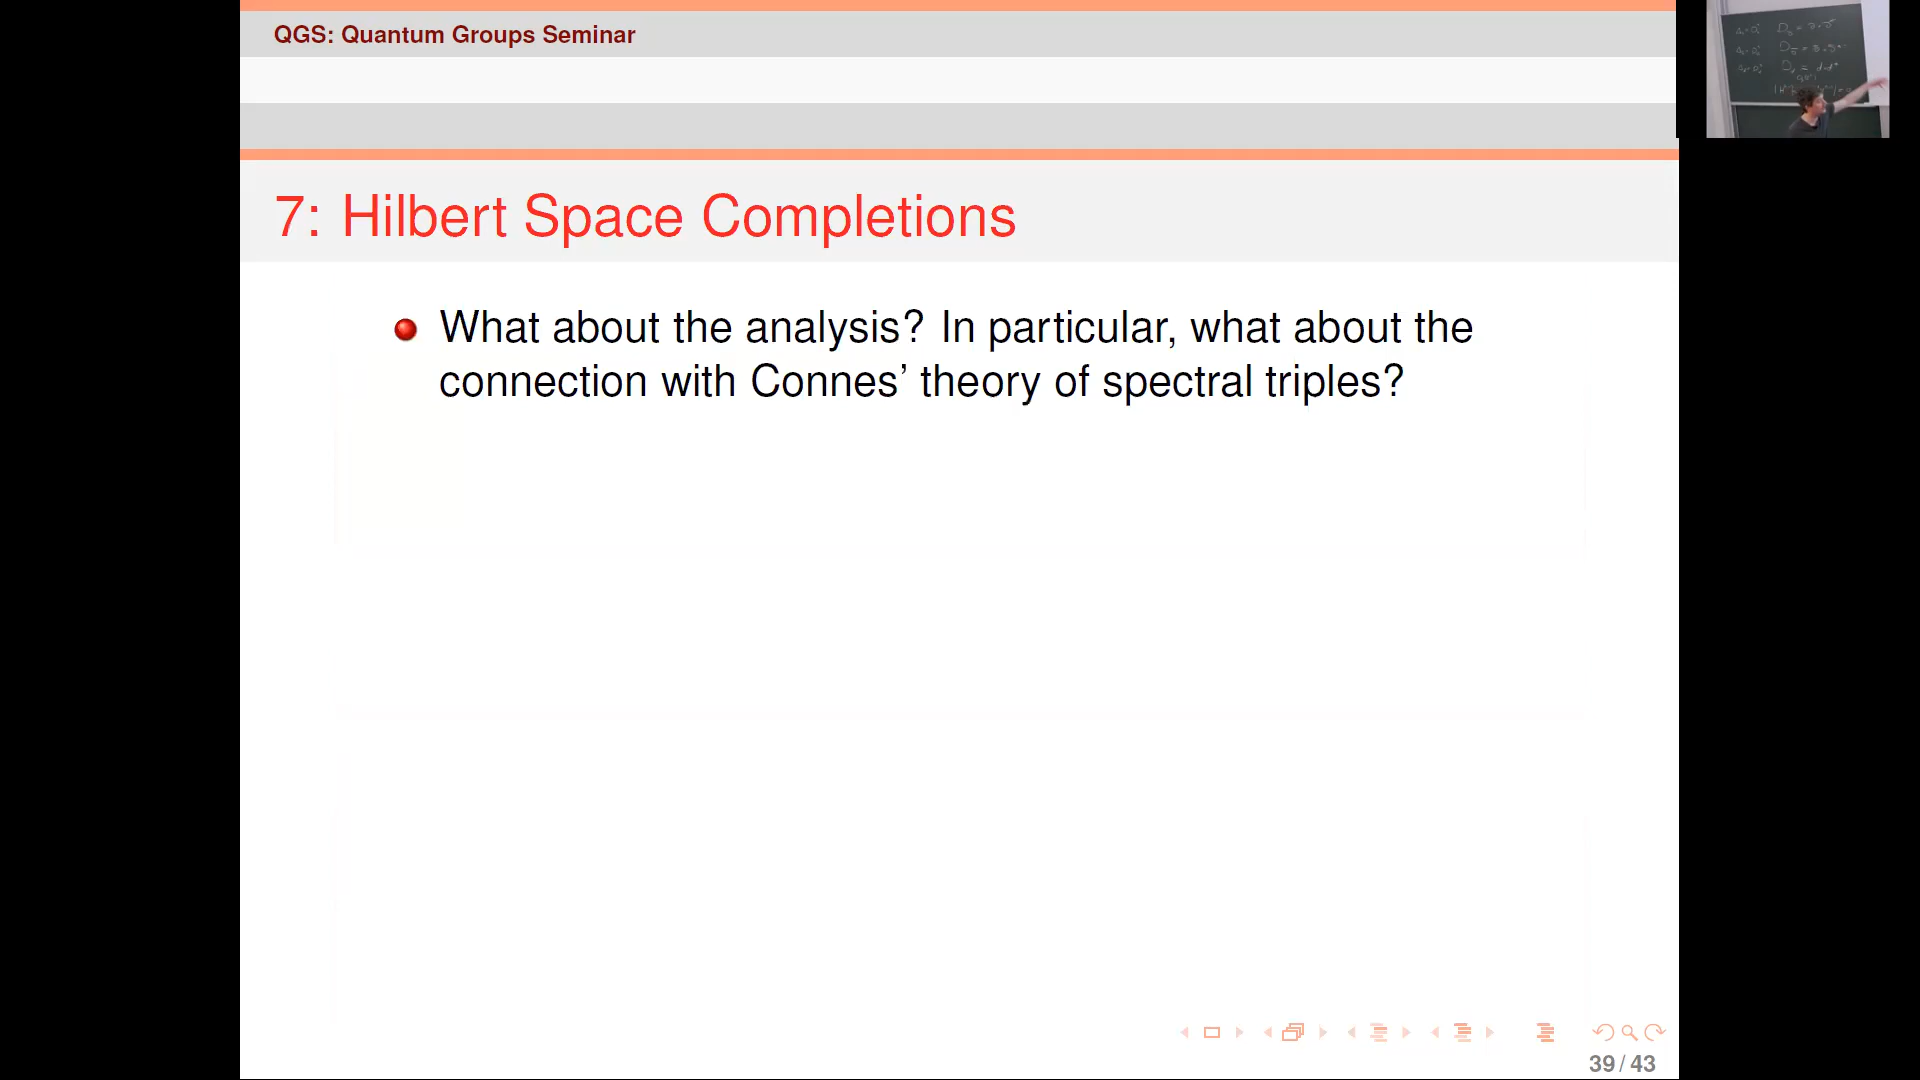 QGS: Quantum Groups Seminar
7: Hilbert Space Completions
What about the analysis? In particular, what about the
connection with Connes’ theory of spectral triples?
39 / 43